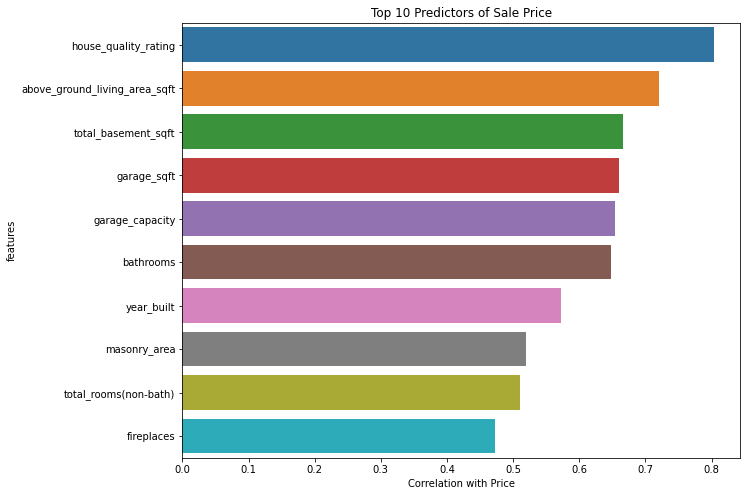 Top 10 Predictors of Sale Price
house_quality_rating
above_ground_living_area_sqft
total_basement_sqft
garage_sqft
garage_capacity
bathrooms
year_built
masonry_area
total_rooms(non-bath)
fireplaces
features
0.0 0.1 0.2 0.3 0.4 0.5 0.6 0.7 0.8
Correlation with Price